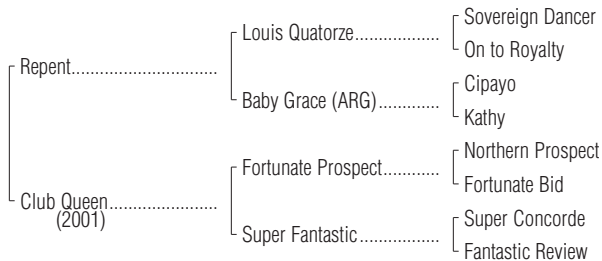 Sovereign Dancer
Louis Quatorze..................
On to Royalty
Repent...............................
Cipayo
Baby Grace (ARG).............
Kathy
Northern Prospect
Fortunate Prospect............
Fortunate Bid
Club Queen.......................
(2001)
Super Concorde
Super Fantastic.................
Fantastic Review